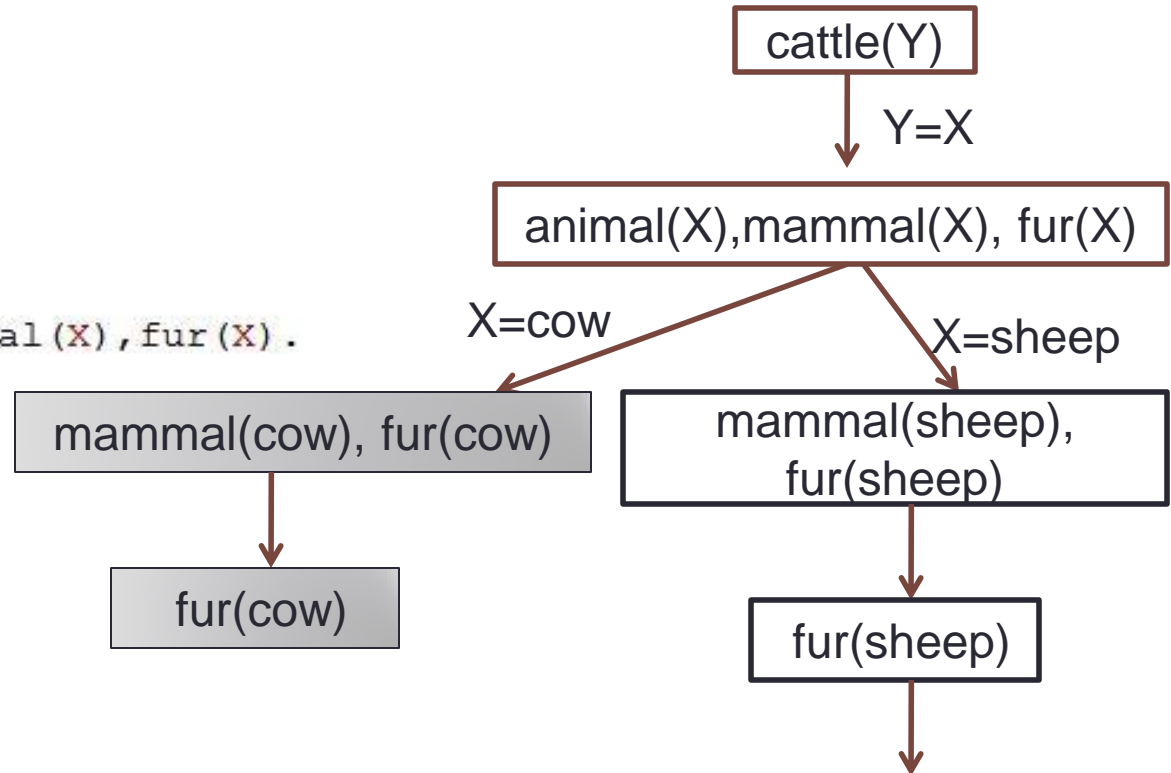 cattle(Y)
Y=X
animal(X),mammal(X), fur(X)
al(X),fur(X).
X=cow
X=sheep
mammal(cow), fur(cow)
mammal(sheep),
fur(sheep)
fur(cow)
fur(sheep)